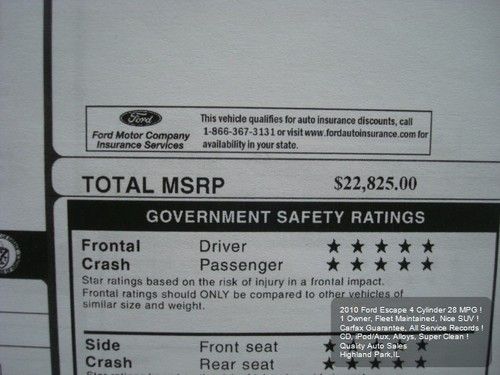 Ford
Ford Motor Company
Insurance Services
This vehicle qualifies for auto insurance discounts, call
1-866-367-3131 or visit www.fordautoinsurance.com for
availability in your state.
TOTAL MSRP $22,825.00
GOVERNMENT SAFETY RATINGS
Frontal Driver ★ ★ ★ ★ ★
Crash Passenger ★ ★ ★ ★ ★
Star ratings based on the risk of injury in a frontal impact.
Frontal ratings should ONLY be compared to other vehicles of
similar size and weight.
Side Front seat ★ ★ ★ ★ ★
Crash Rear seat ★ ★ ★ ★ ★
2010 Ford Escape 4 Cylinder 28 MPG !
1 Owner, Fleet Maintained, Nice SUV !
Carfax Guarantee, All Service Records !
CD, iPod/Aux, Alloys, Super Clean !
Quality Auto Sales
Highland Park,IL